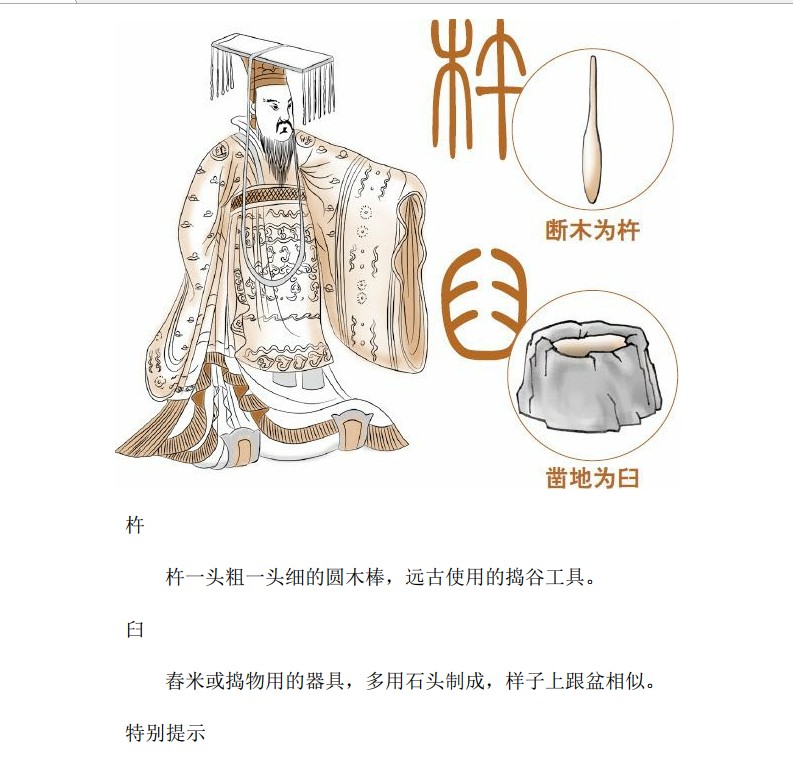 杵
断木为杵
臼
凿地为臼
杵
杵一头粗一头细的圆木棒，远古使用的捣谷工具。
臼
舂米或捣物用的器具，多用石头制成，样子上跟盆相似。
特别提示